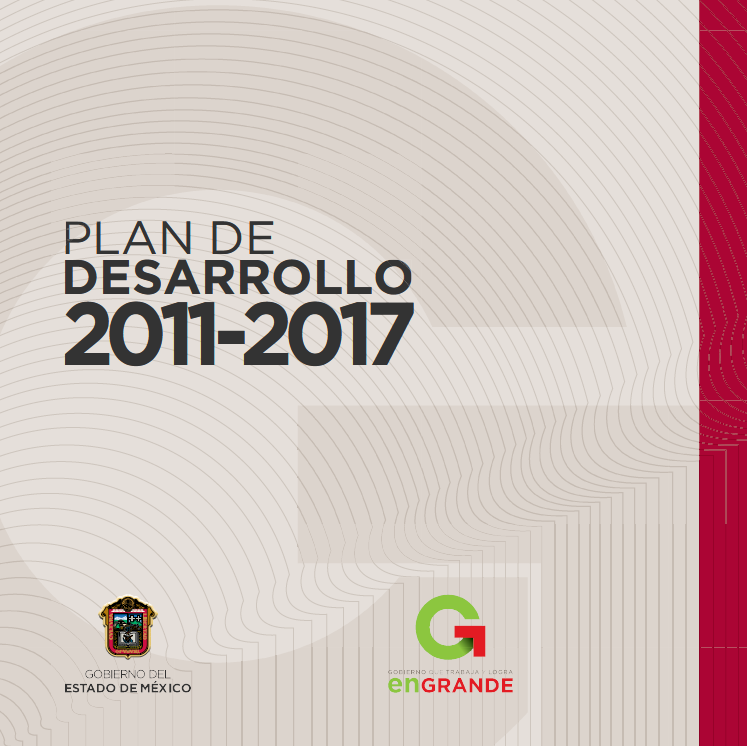 PLAN DE
DESARROLLO
2011-2017
GOBIERNO DEL
ESTADO DE MÉXICO
GOBIERNO QUE TRABAJA Y LOGRA
enGRANDE